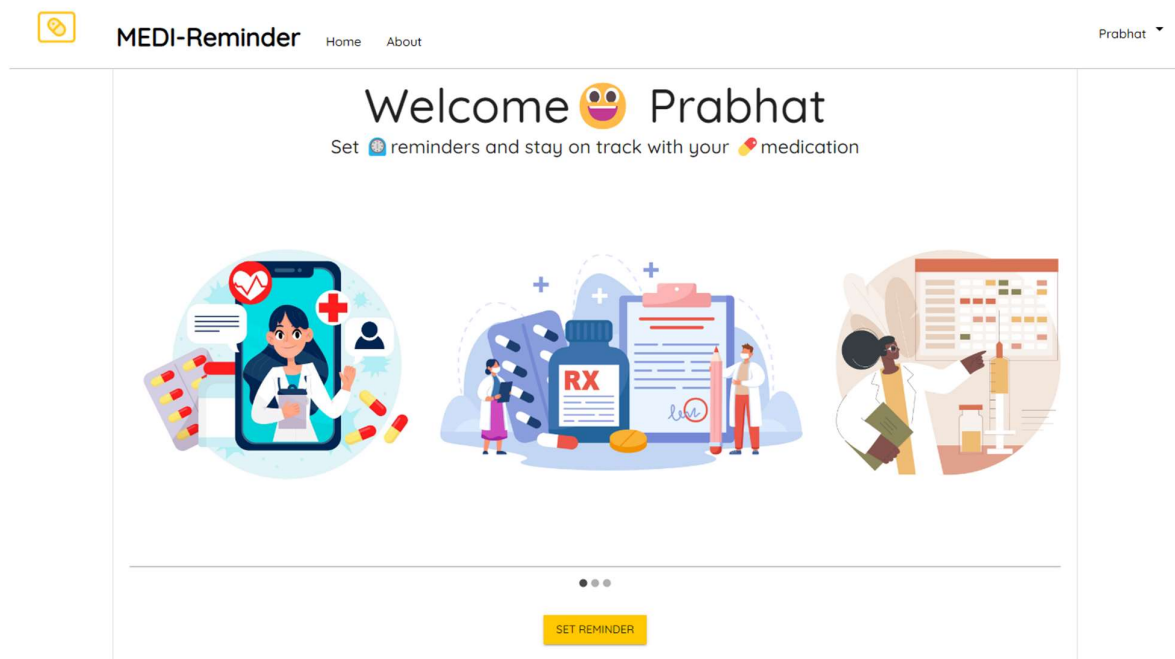 MEDI-Reminder Home About Prabhat
Welcome😀 Prabhat
Set ⏲reminders and stay on track with your 💊medication
RX
SET REMINDER